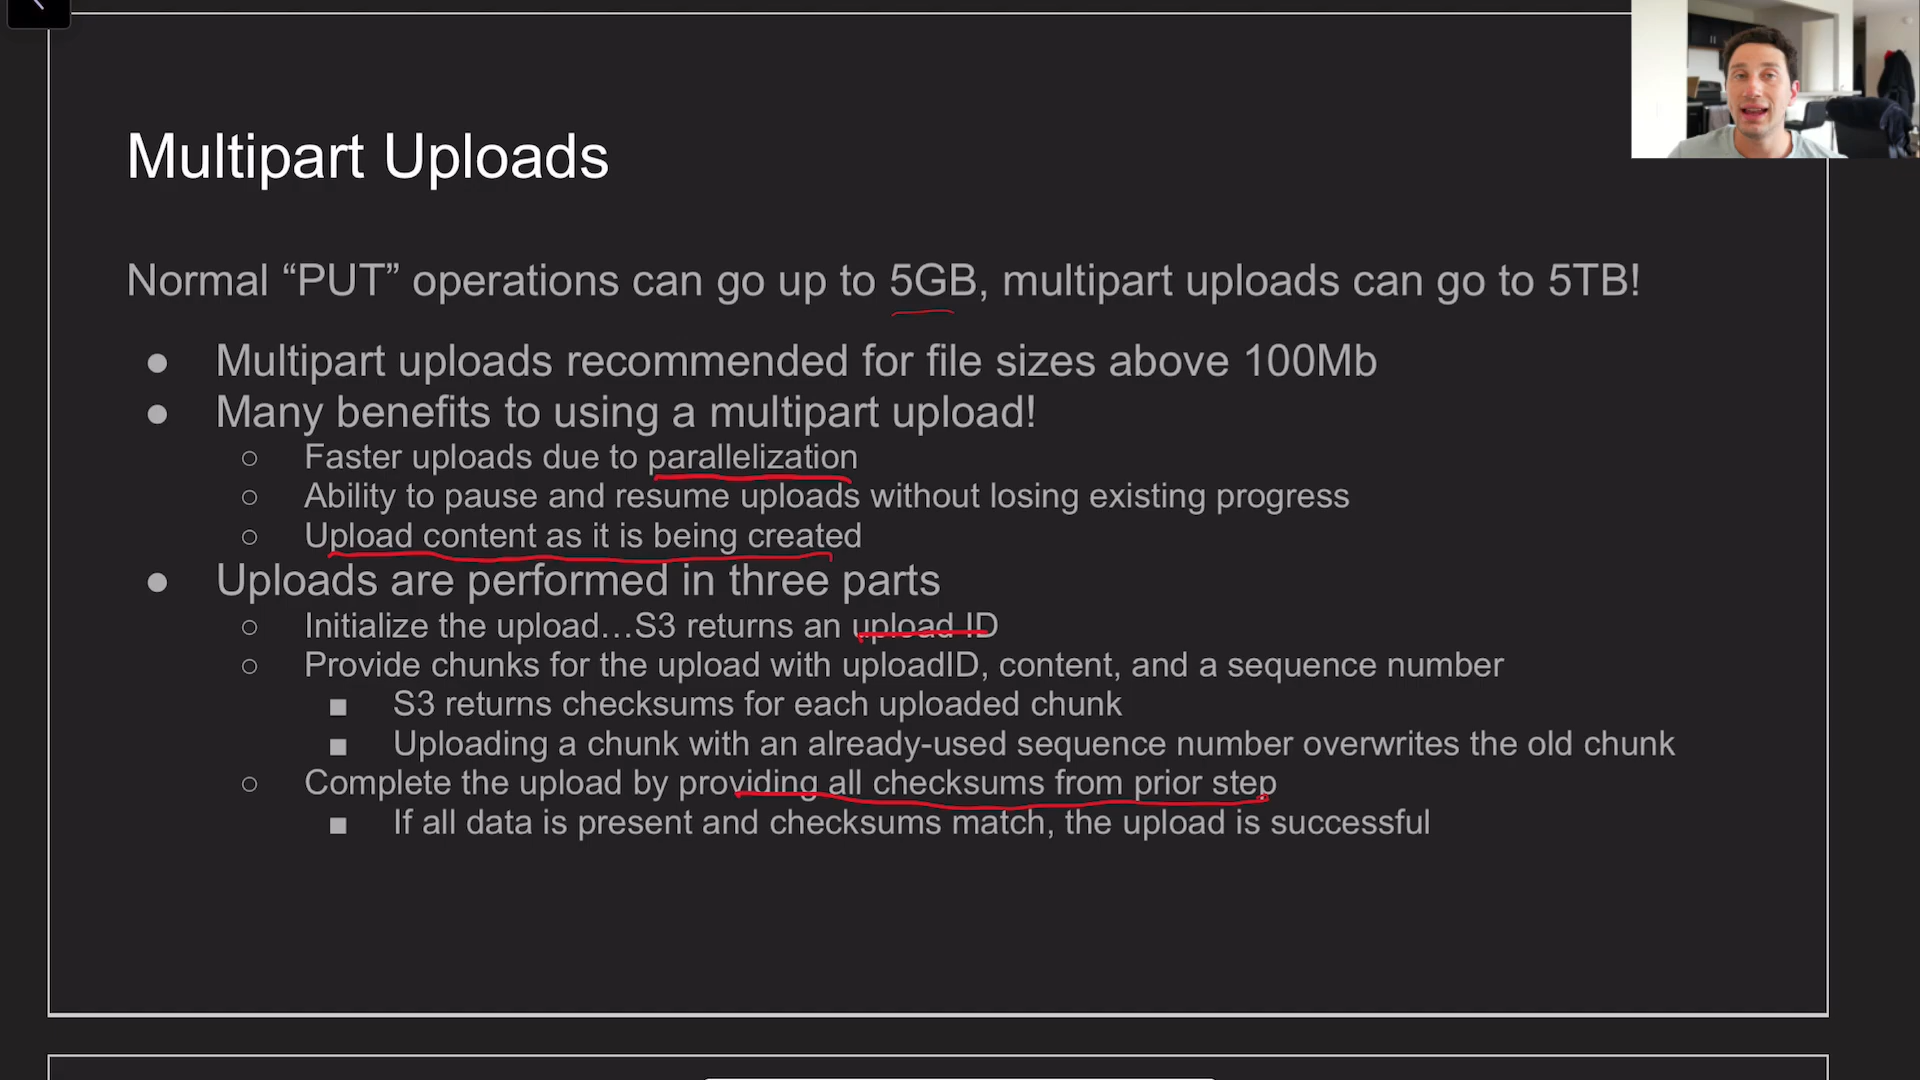 Multipart Uploads
Normal “PUT” operations can go up to 5GB, multipart uploads can go to 5TB!
● Multipart uploads recommended for file sizes above 100Mb
● Many benefits to using a multipart upload!
○ Faster uploads due to parallelization
○ Ability to pause and resume uploads without losing existing progress
○ Upload content as it is being created
● Uploads are performed in three parts
○ Initialize the upload…S3 returns an upload ID
○ Provide chunks for the upload with uploadID, content, and a sequence number
■ S3 returns checksums for each uploaded chunk
■ Uploading a chunk with an already-used sequence number overwrites the old chunk
○ Complete the upload by providing all checksums from prior step
■ If all data is present and checksums match, the upload is successful